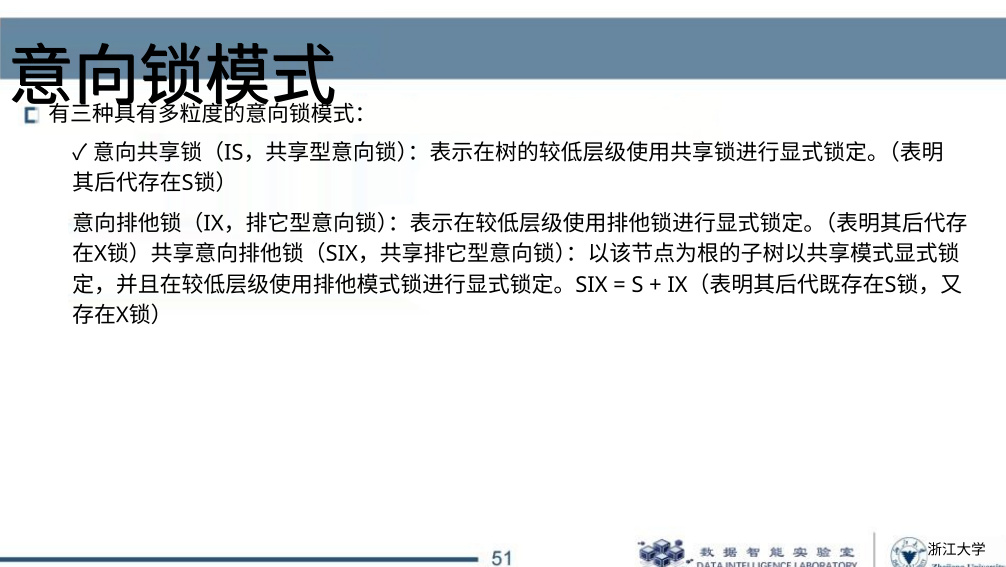 意向锁模式
有三种具有多粒度的意向锁模式：
✓ 意向共享锁（IS，共享型意向锁）：表示在树的较低层级使用共享锁进行显式锁定。（表明
其后代存在S锁）
意向排他锁（IX，排它型意向锁）：表示在较低层级使用排他锁进行显式锁定。（表明其后代存
在X锁）共享意向排他锁（SIX，共享排它型意向锁）：以该节点为根的子树以共享模式显式锁
定，并且在较低层级使用排他模式锁进行显式锁定。SIX = S + IX（表明其后代既存在S锁，又
存在X锁）
51
数据智能实验室
DATA INTELLIGENCE LABORATORY
浙江大学
Zhejiang University